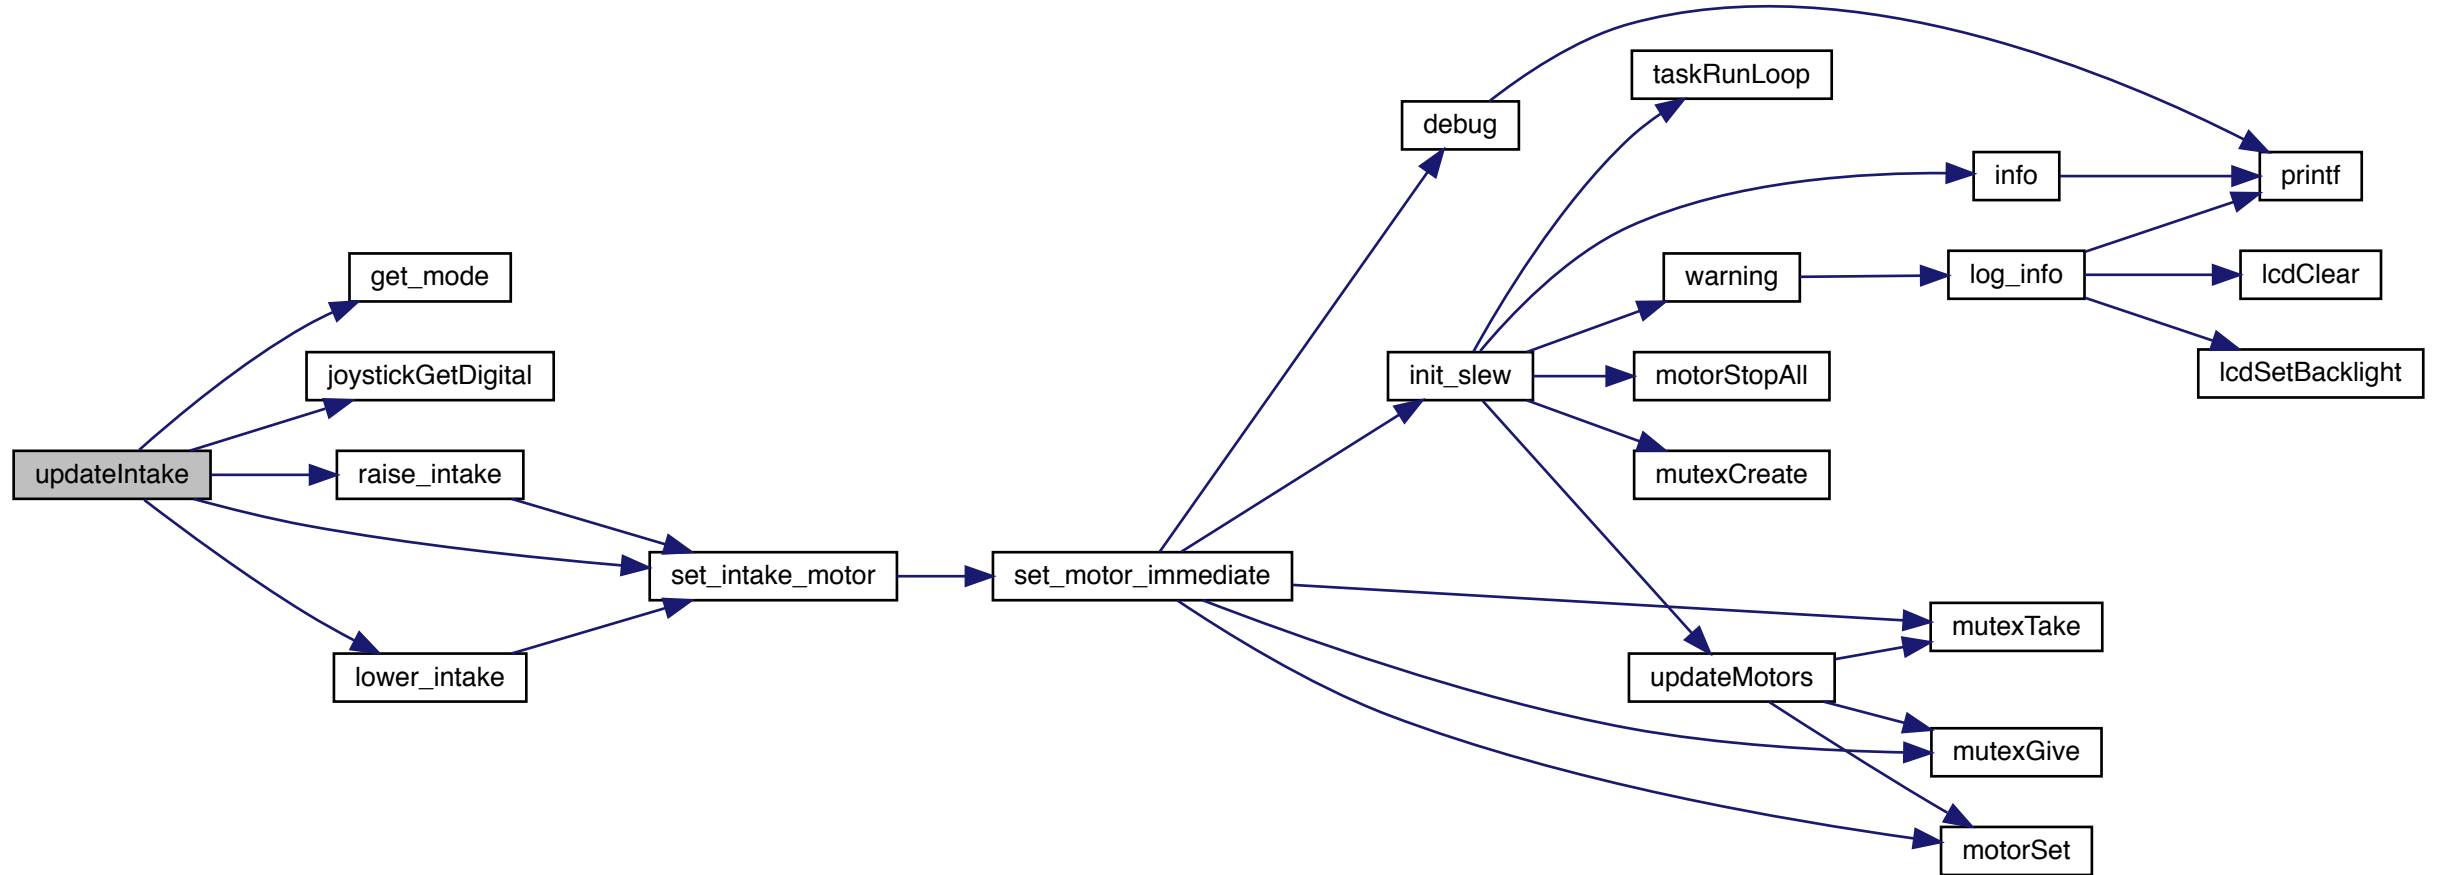 updateIntake
get_mode
joystickGetDigital
raise_intake
lower_intake
set_intake_motor
set_motor_immediate
debug
init_slew
taskRunLoop
warning
motorStopAll
mutexCreate
updateMotors
info
log_info
mutexTake
mutexGive
motorSet
printf
lcdClear
lcdSetBacklight